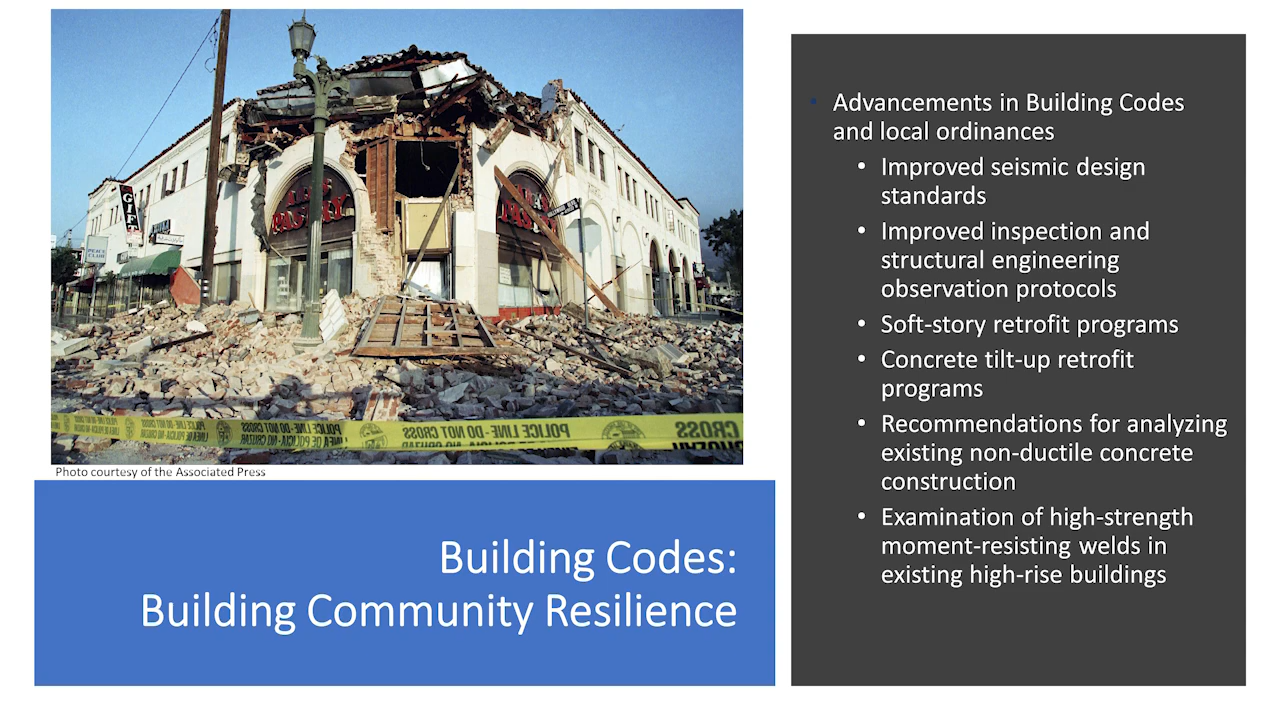 GIFT
POLICE LINE - DO NOT CROSS
Photo courtesy of the Associated Press
Building Codes:
Building Community Resilience
• Advancements in Building Codes
and local ordinances
• Improved seismic design
standards
• Improved inspection and
structural engineering
observation protocols
• Soft-story retrofit programs
• Concrete tilt-up retrofit
programs
• Recommendations for analyzing
existing non-ductile concrete
construction
• Examination of high-strength
moment-resisting welds in
existing high-rise buildings